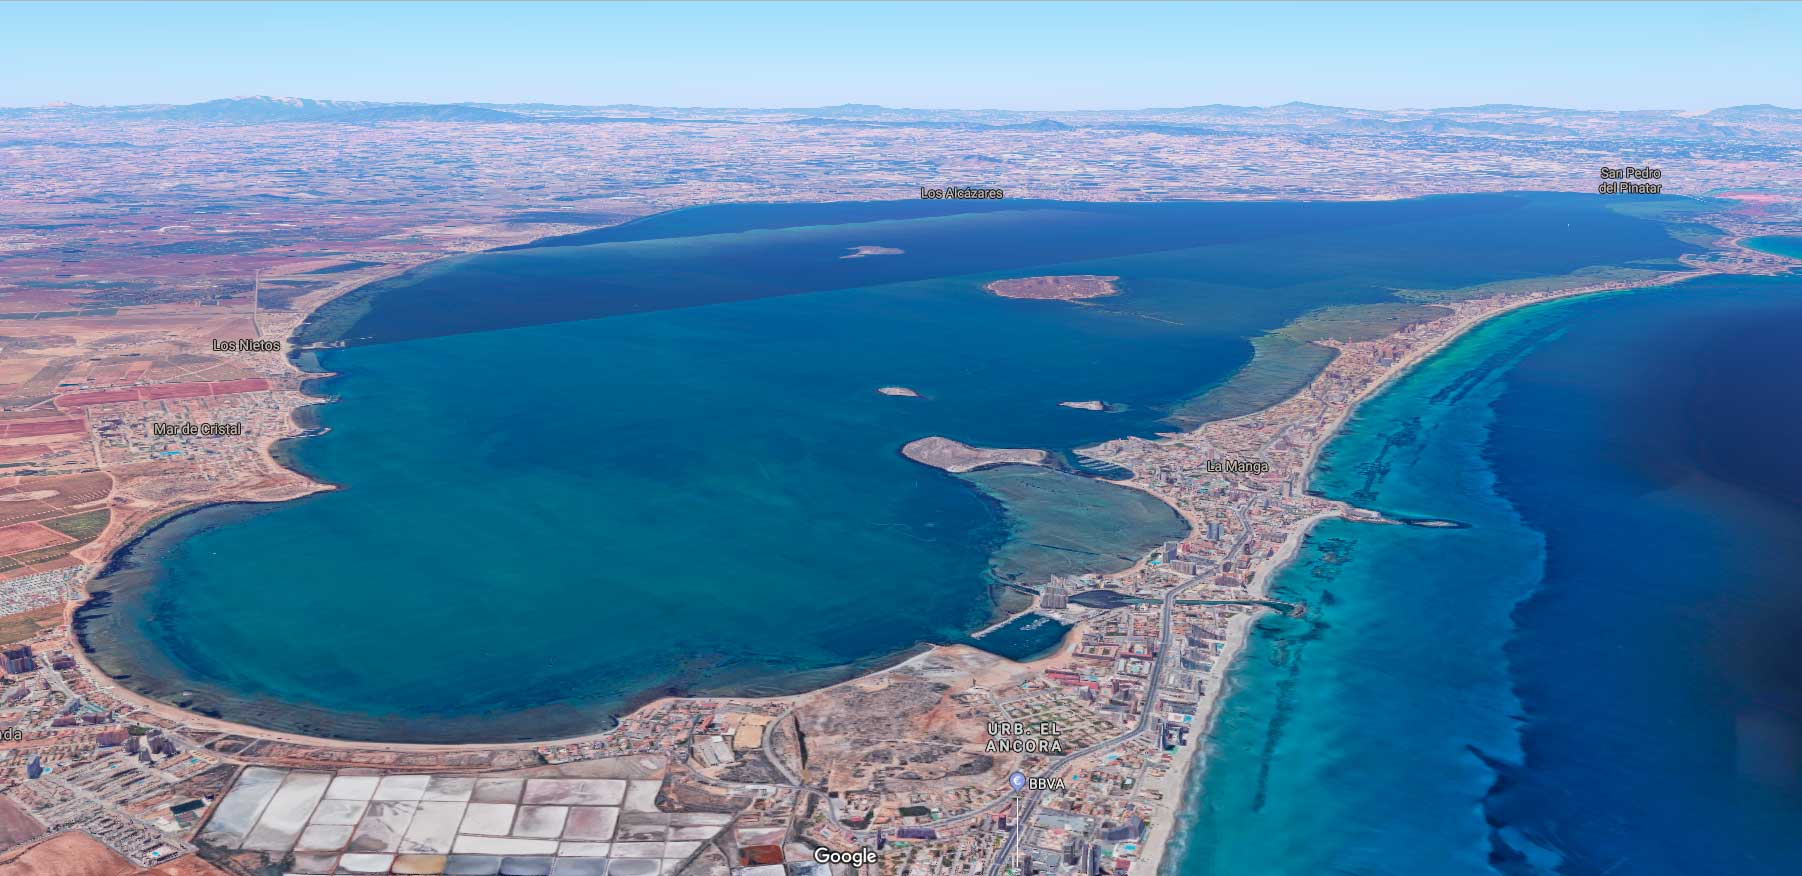 San Pedro
del Pinatar
Los Alcázares
Los Nietos
Mar de Cristal
La Manga
URB. EL
ANCORA
€ BBVA
Google